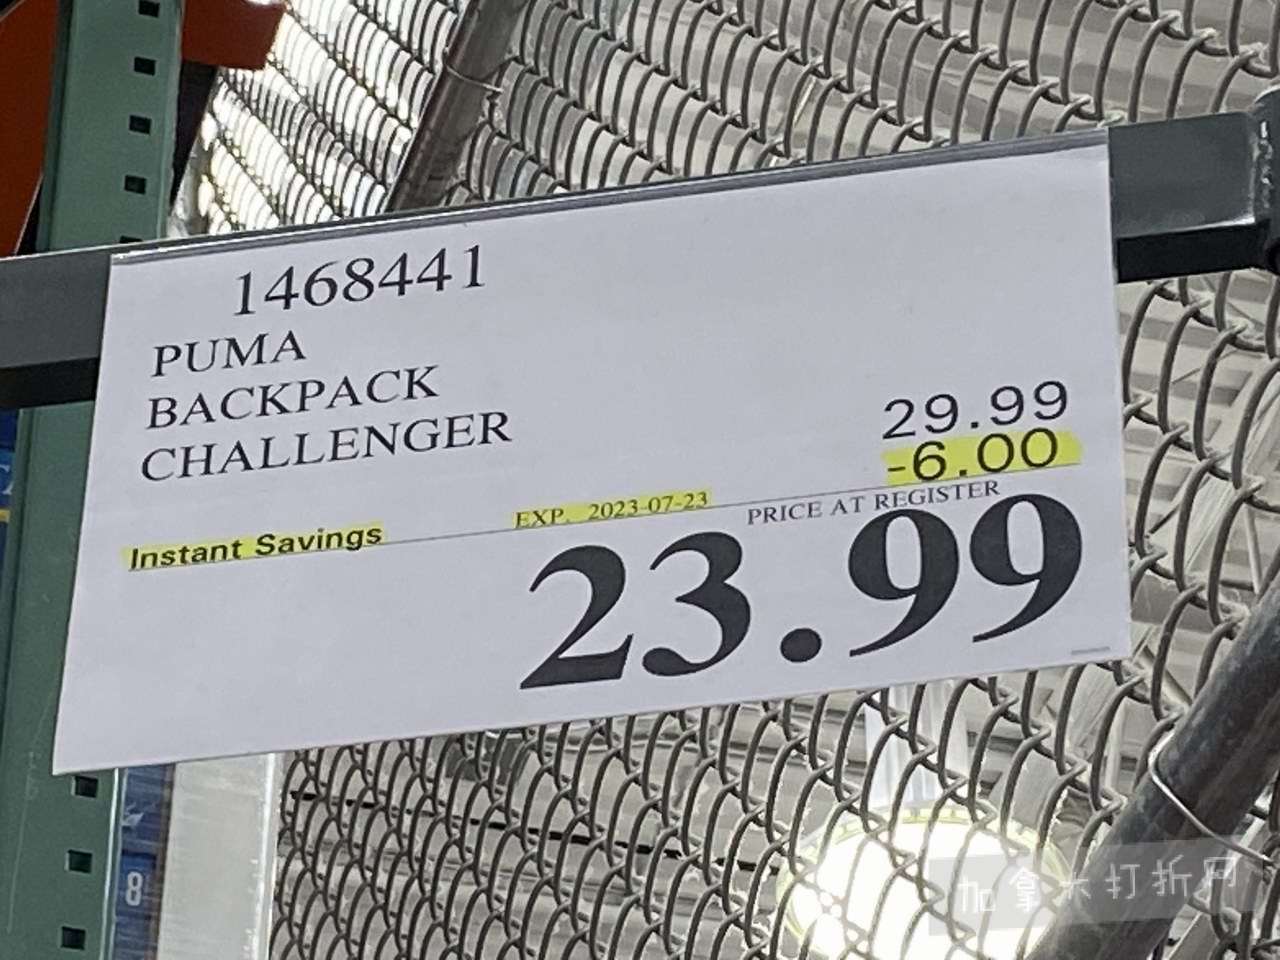 1468441
PUMA
BACKPACK
CHALLENGER
29.99
-6.00
Instant Savings
EXP. 2023-07-23
PRICE AT REGISTER
23.99
8
加拿大打折网